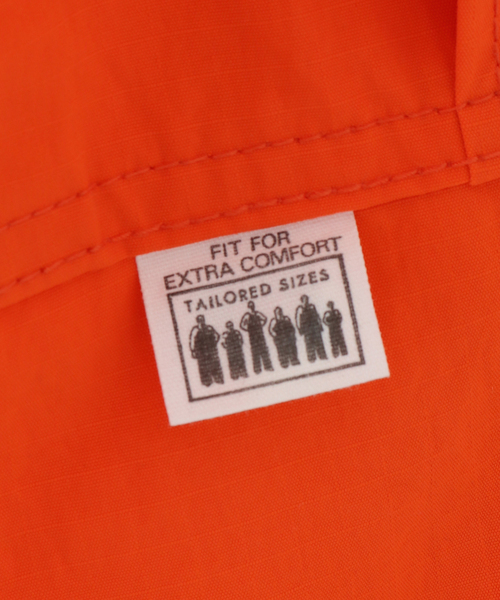 FIT FOR
EXTRA COMFORT
TAILORED SIZES